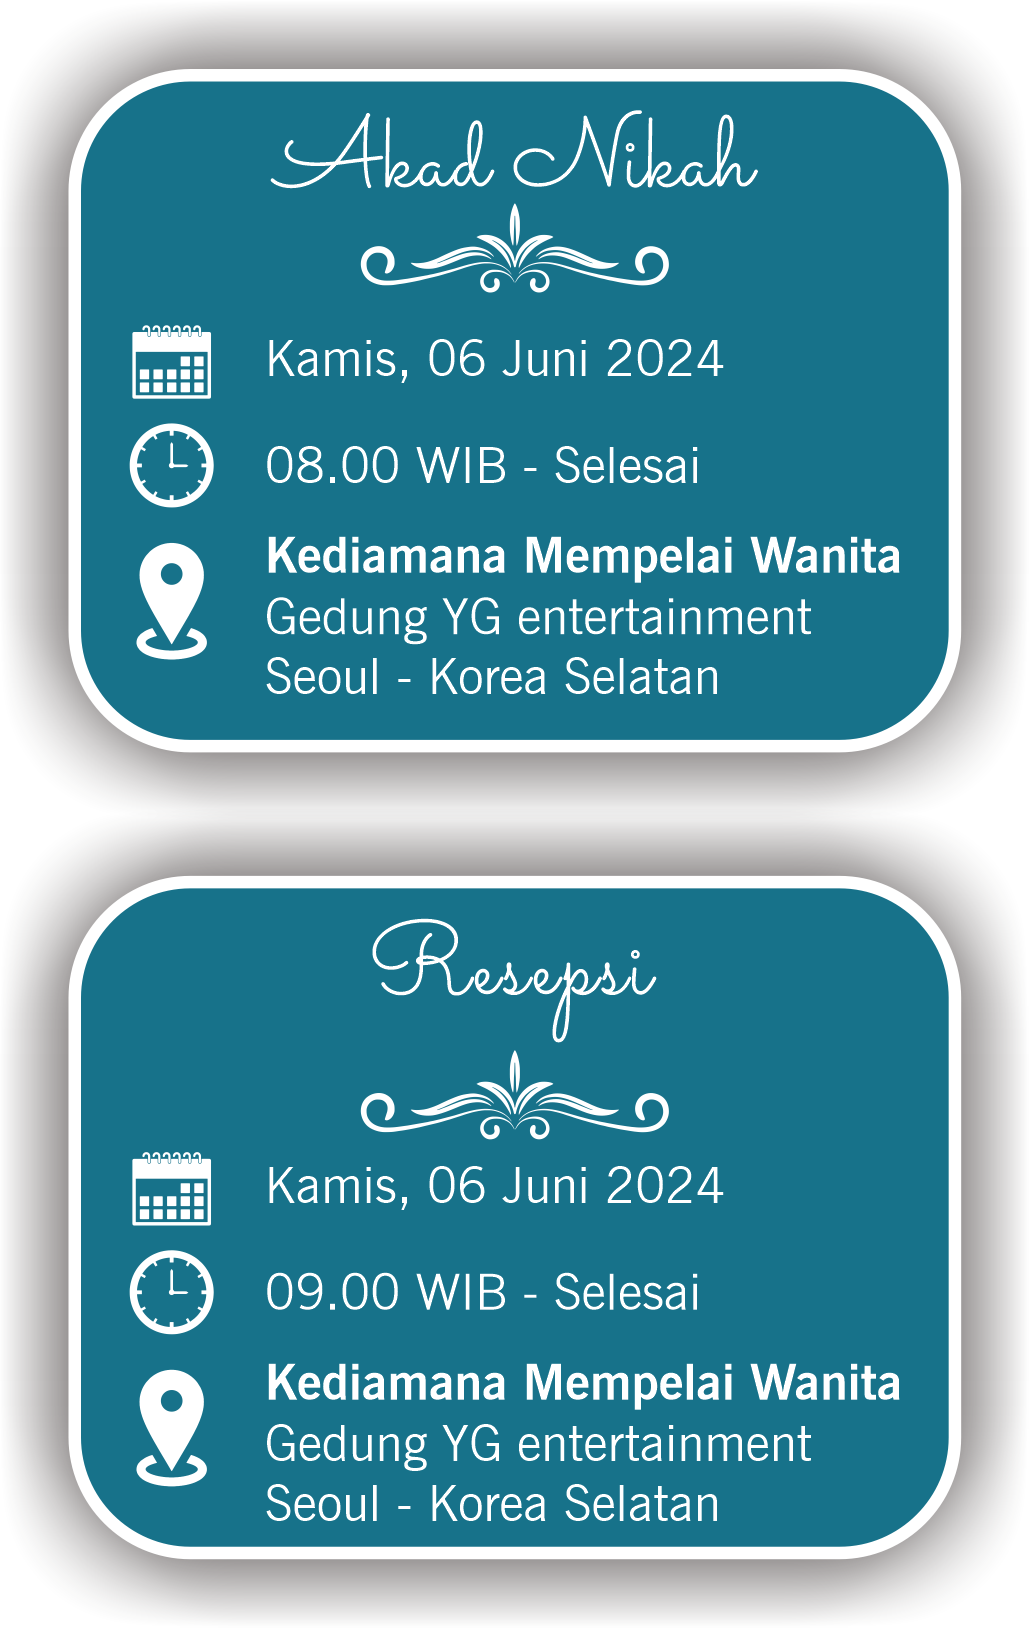 Akad Nikah
Kamis, 06 Juni 2024
08.00 WIB - Selesai
Kediamana Mempelai Wanita
Gedung YG entertainment
Seoul - Korea Selatan
Resepsi
Kamis, 06 Juni 2024
09.00 WIB - Selesai
Kediamana Mempelai Wanita
Gedung YG entertainment
Seoul - Korea Selatan